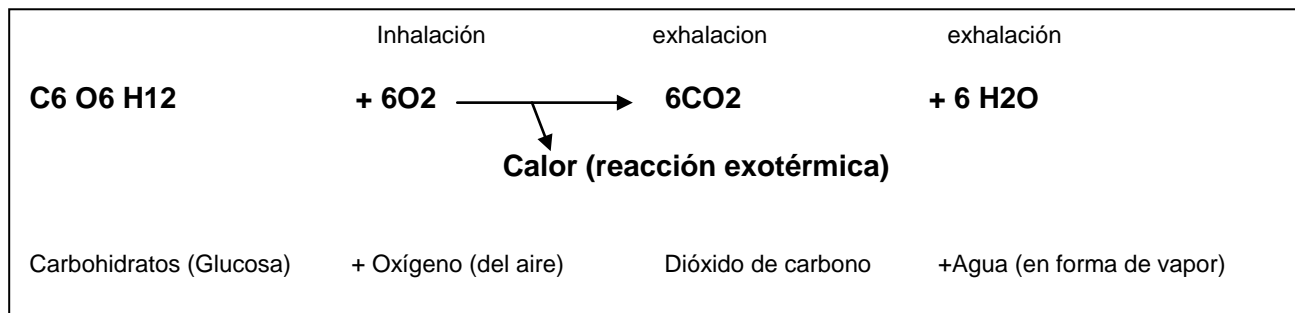 Inhalación exhalacion exhalación
C6 O6 H12 + 6O2 6CO2 + 6 H2O
Calor (reacción exotérmica)
Carbohidratos (Glucosa) + Oxígeno (del aire) Dióxido de carbono +Agua (en forma de vapor)